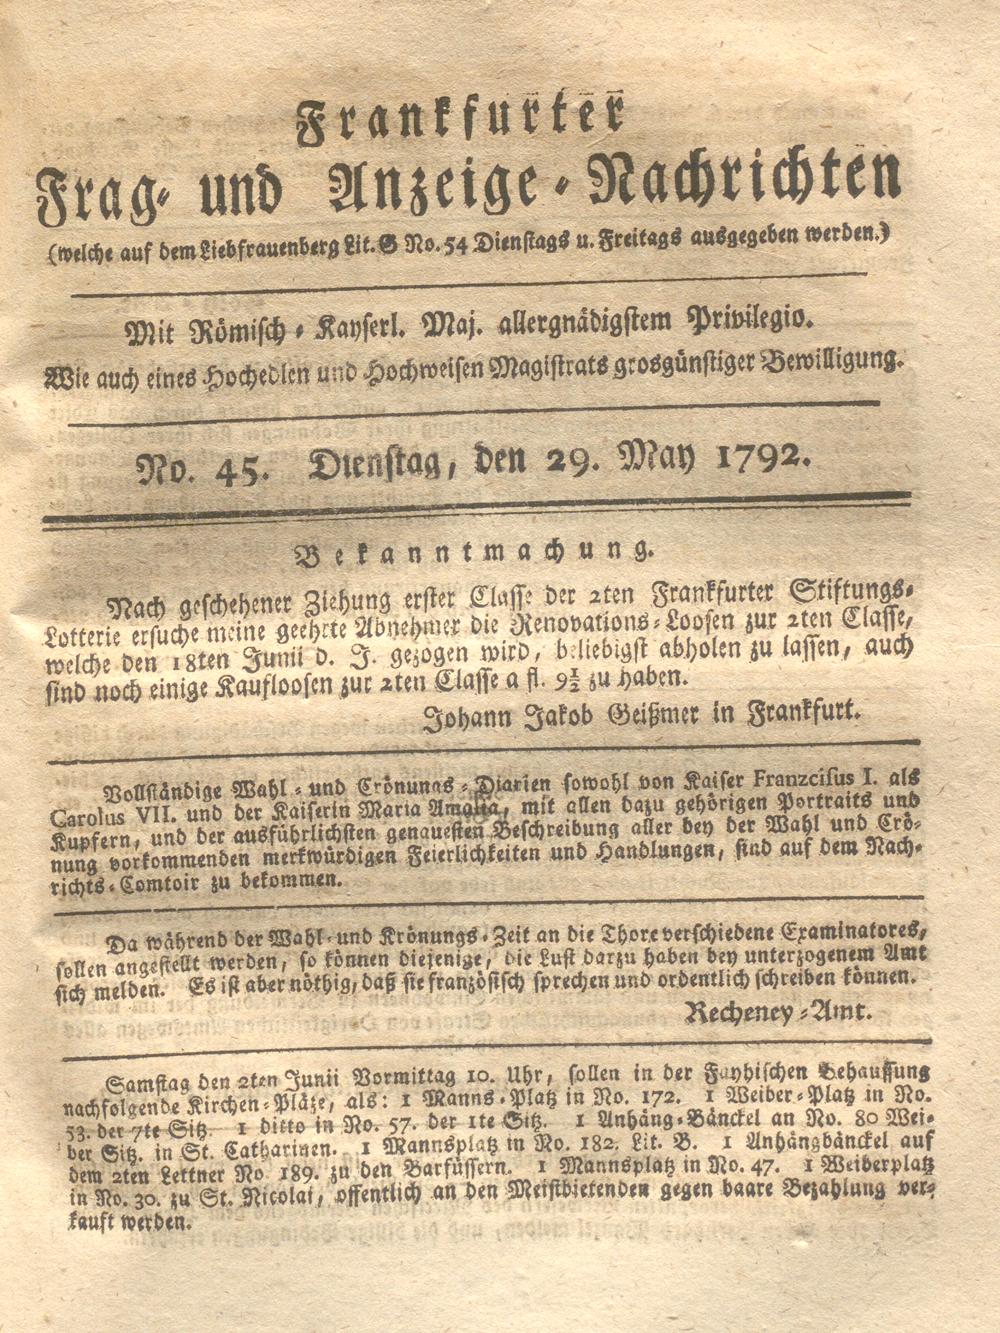 Frankfurter
Frag- und Anzeige-Nachrichten
(welche auf dem Liebfrauenberg Lit. G No. 54 Dienstags u. Freitags ausgegeben werden.)
Mit Römisch-Kayserl. Maj. allergnädigstem Privilegio.
Wie auch eines Hochedlen und Hochweisen Magistrats grosgünstiger Bewilligung.
No. 45. Dienstag, den 29. May 1792.
Bekanntmachung.
Nach geschehener Ziehung erster Classe der 2ten Frankfurter Stiftungs-
Lotterie ersuche meine geehrte Abnehmer die Renovations-Loosen zur 2ten Classe,
welche den 18ten Junii d. J. gezogen wird, beliebigst abholen zu lassen, auch
sind noch einige Kaufloosen zur 2ten Classe a fl. 9½ zu haben.
Johann Jakob Geißmer in Frankfurt.
Vollständige Wahl- und Crönungs-Diarien sowohl von Kaiser Franzcisus I. als
Carolus VII. und der Kaiserin Maria Amalia, mit allen dazu gehörigen Portraits und
Kupfern, und der ausführlichsten genauesten Beschreibung aller bey der Wahl und Crö-
nung vorkommenden merkwürdigen Feierlichkeiten und Handlungen, sind auf dem Nach-
richts-Comtoir zu bekommen.
Da während der Wahl- und Krönungs-Zeit an die Thore verschiedene Examinatores,
sollen angestellt werden, so können diejenige, die Lust darzu haben bey unterzogenem Amt
sich melden. Es ist aber nöthig, daß sie französisch sprechen und ordentlich schreiben können.
Recheney-Amt.
Samstag den 2ten Junii Vormittag 10. Uhr, sollen in der Fayhischen Behaussung
nachfolgende Kirchen-Pläze, als: 1 Manns-Platz in No. 172. 1 Weiber-Platz in No.
53. der 7te Sitz. 1 ditto in No. 57. der 1te Sitz. 1 Anhäng-Bänckel an No. 80 Wei-
ber Sitz. in St. Catharinen. 1 Mannsplatz in No. 182. Lit. B. 1 Anhängbänckel auf
dem 2ten Lettner No. 189. zu den Barfüssern. 1 Mannsplatz in No. 47. 1 Weiberplatz
in No. 30. zu St. Nicolai, offentlich an den Meistbietenden gegen baare Bezahlung ver-
kauft werden.